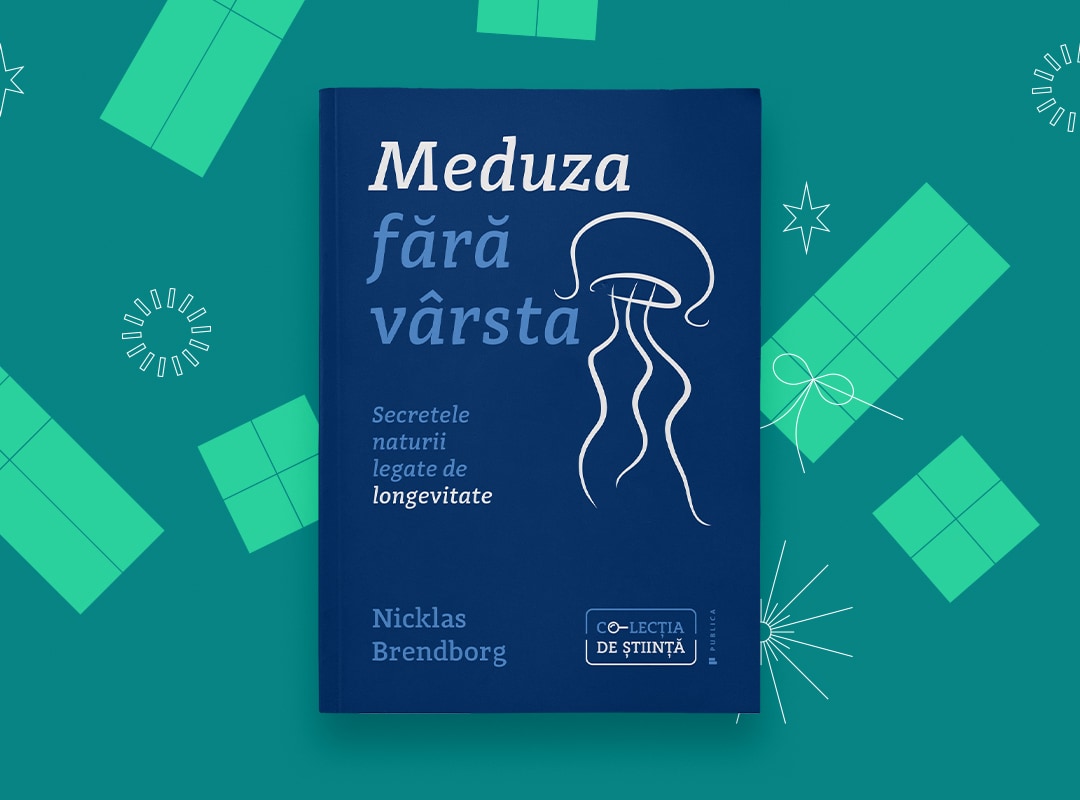 Meduza
fără
vârsta
Secretele
naturii
legate de
longevitate
Nicklas
Brendborg
COLECȚIA
DE ȘTIINȚĂ
PUBLICA